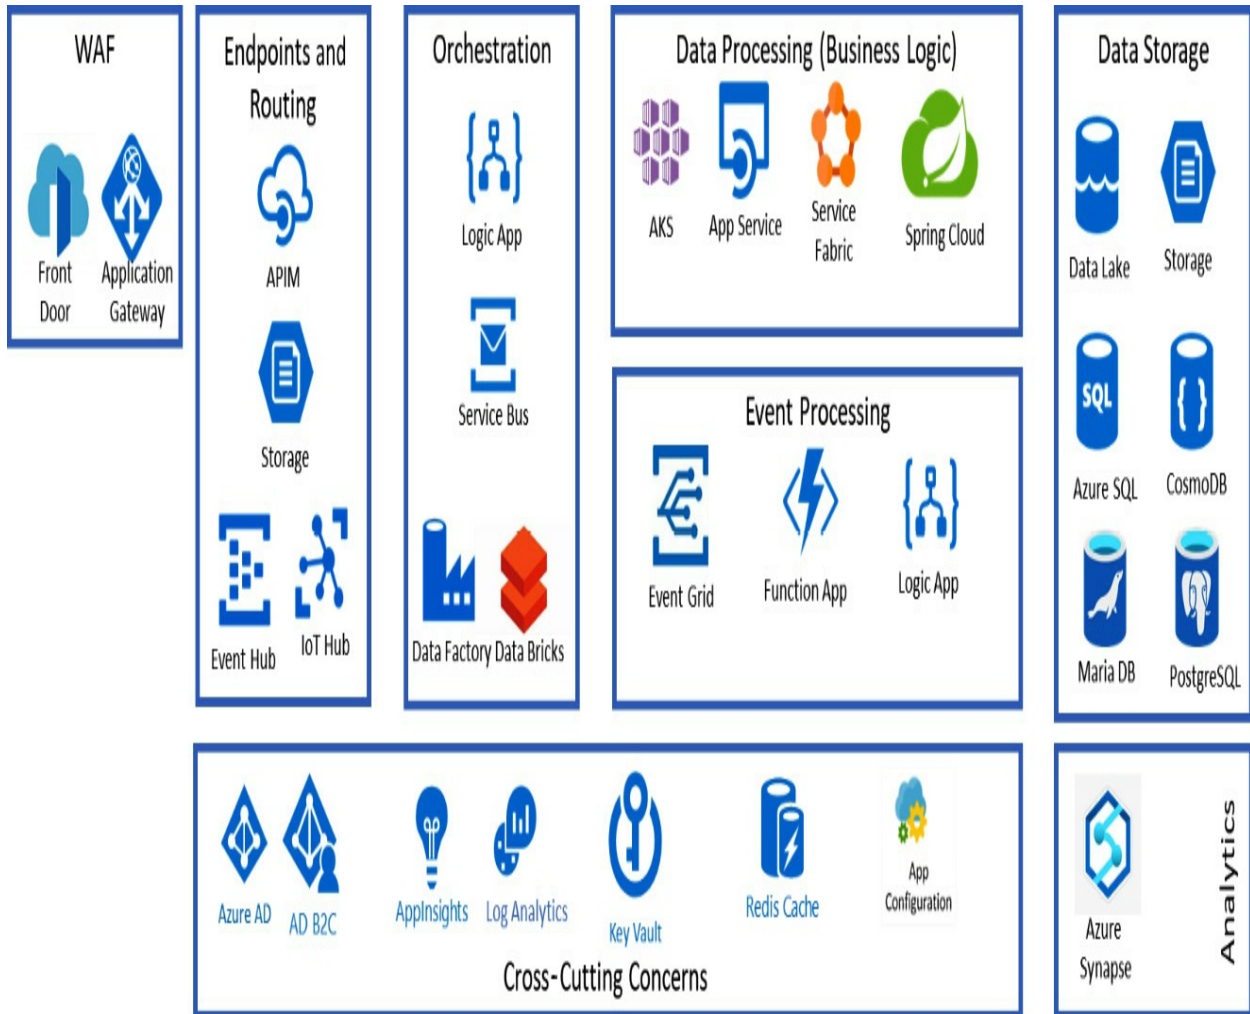 WAF
Front
Door
Application
Gateway
Endpoints and
Routing
APIM
Storage
Event Hub
IoT Hub
Orchestration
Logic App
Service Bus
Data Factory
Data Bricks
Data Processing (Business Logic)
AKS
App Service
Service
Fabric
Spring Cloud
Event Processing
Event Grid
Function App
Logic App
Data Storage
Data Lake
Storage
SQL
Azure SQL
CosmoDB
Maria DB
PostgreSQL
Azure AD
AD B2C
AppInsights
Log Analytics
Key Vault
Redis Cache
App
Configuration
Cross-Cutting Concerns
Azure
Synapse
Analytics